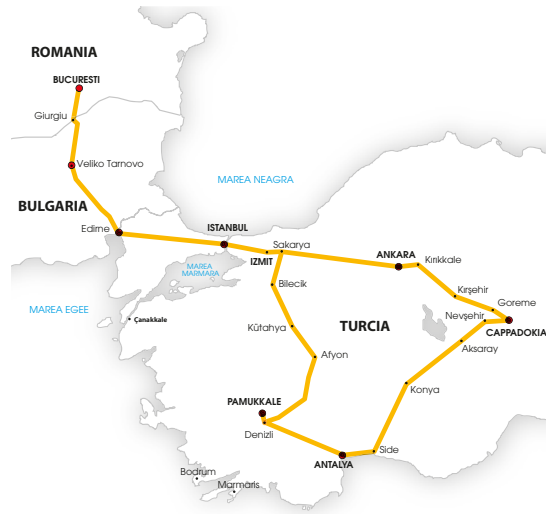 ROMANIA
BUCURESTI
Giurgiu
Veliko Tarnovo
MAREA NEAGRA
BULGARIA
Edirne
ISTANBUL
Sakarya
IZMIT
ANKARA
Kırıkkale
MAREA
MARMARA
Bilecik
Kırşehir
Goreme
MAREA EGEE
Çanakkale
Nevşehir
TURCIA
CAPPADOKIA
Kütahya
Aksaray
Afyon
Konya
PAMUKKALE
Denizli
Side
ANTALYA
Bodrum
Marmaris